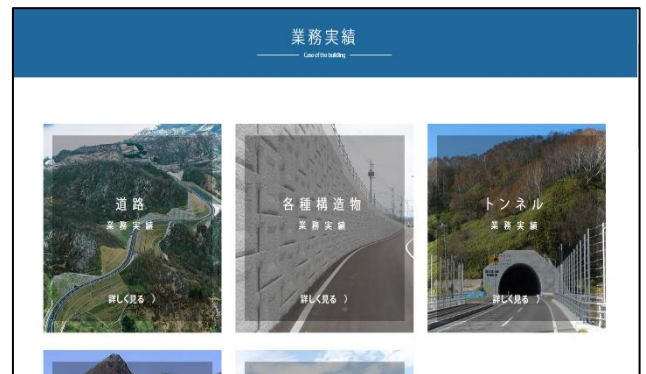 業務実績
Case of the building
道路
業務実績
詳しく見る 〉
各種構造物
業務実績
詳しく見る 〉
トンネル
業務実績
詳しく見る 〉